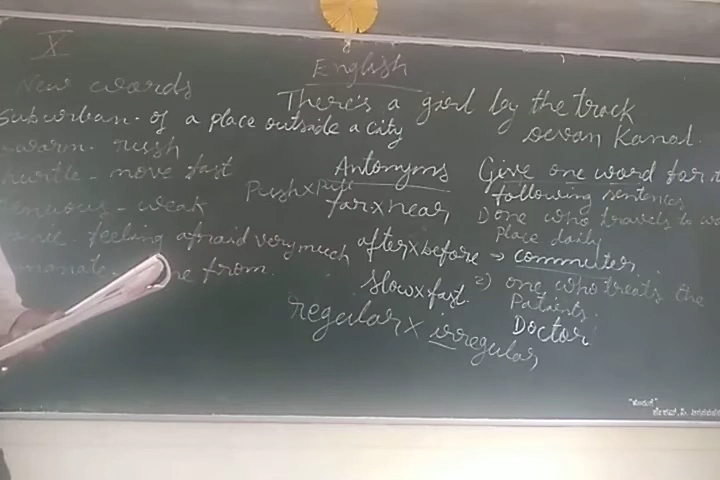 X
English
New words
There's a girl by the track
Deven Kanal.
Suburban - of a place outside a city
swarm - rush
hurtle - move fast
tenuous - weak
panic - feeling afraid very much
from.
Antonyms
Push x Pull
far x near
after x before
slow x fast.
regular x irregular
Give one word for
following sentences
1) One who travels to
Place daily
→ commuter.
2) One who treats the
Patients.
Doctor